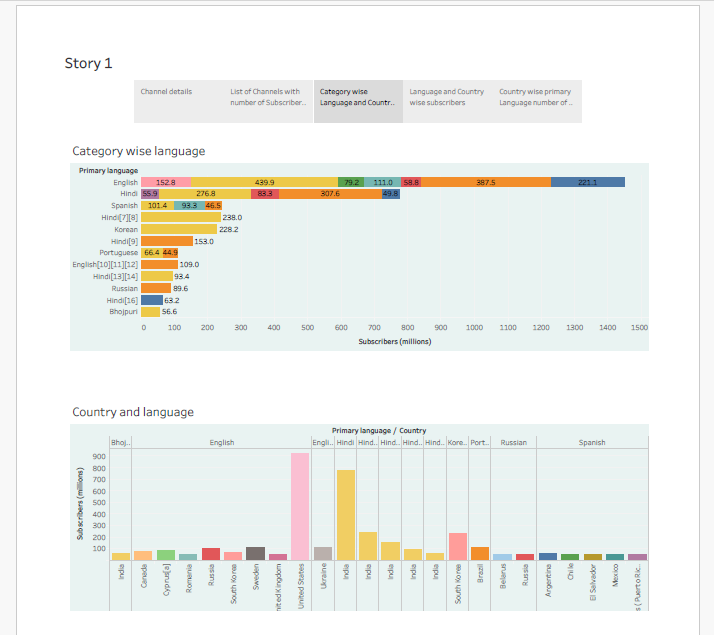 Story 1
Channel details
List of Channels with
number of Subscriber..
Category wise
Language and Countr..
Language and Country
wise subscribers
Country wise primary
Language number of ..
Category wise language
Primary language
English 152.8 439.9 79.2 111.0 58.8 387.5 221.1
Hindi 55.9 276.8 83.3 307.6 49.8
Spanish 101.4 93.3 46.5
Hindi[7][8] 238.0
Korean 228.2
Hindi[9] 153.0
Portuguese 66.4 44.9
English[10][11][12] 109.0
Hindi[13][14] 93.4
Russian 89.6
Hindi[16] 63.2
Bhojpuri 56.6
0 100 200 300 400 500 600 700 800 900 1000 1100 1200 1300 1400 1500
Subscribers (millions)
Country and language
Primary language / Country
Bhoj.. English Engli.. Hindi Hind.. Hind.. Hind.. Hind.. Kore.. Port.. Russian Spanish
900
800
700
600
500
400
300
200
100
Subscribers (millions)
India
Canada
Cyprus[a]
Romania
Russia
South Korea
Sweden
nited Kingdom
United States
Ukraine
India
India
India
India
India
South Korea
Brazil
Belarus
Russia
Argentina
Chile
El Salvador
Mexico
s ( Puerto Ric..